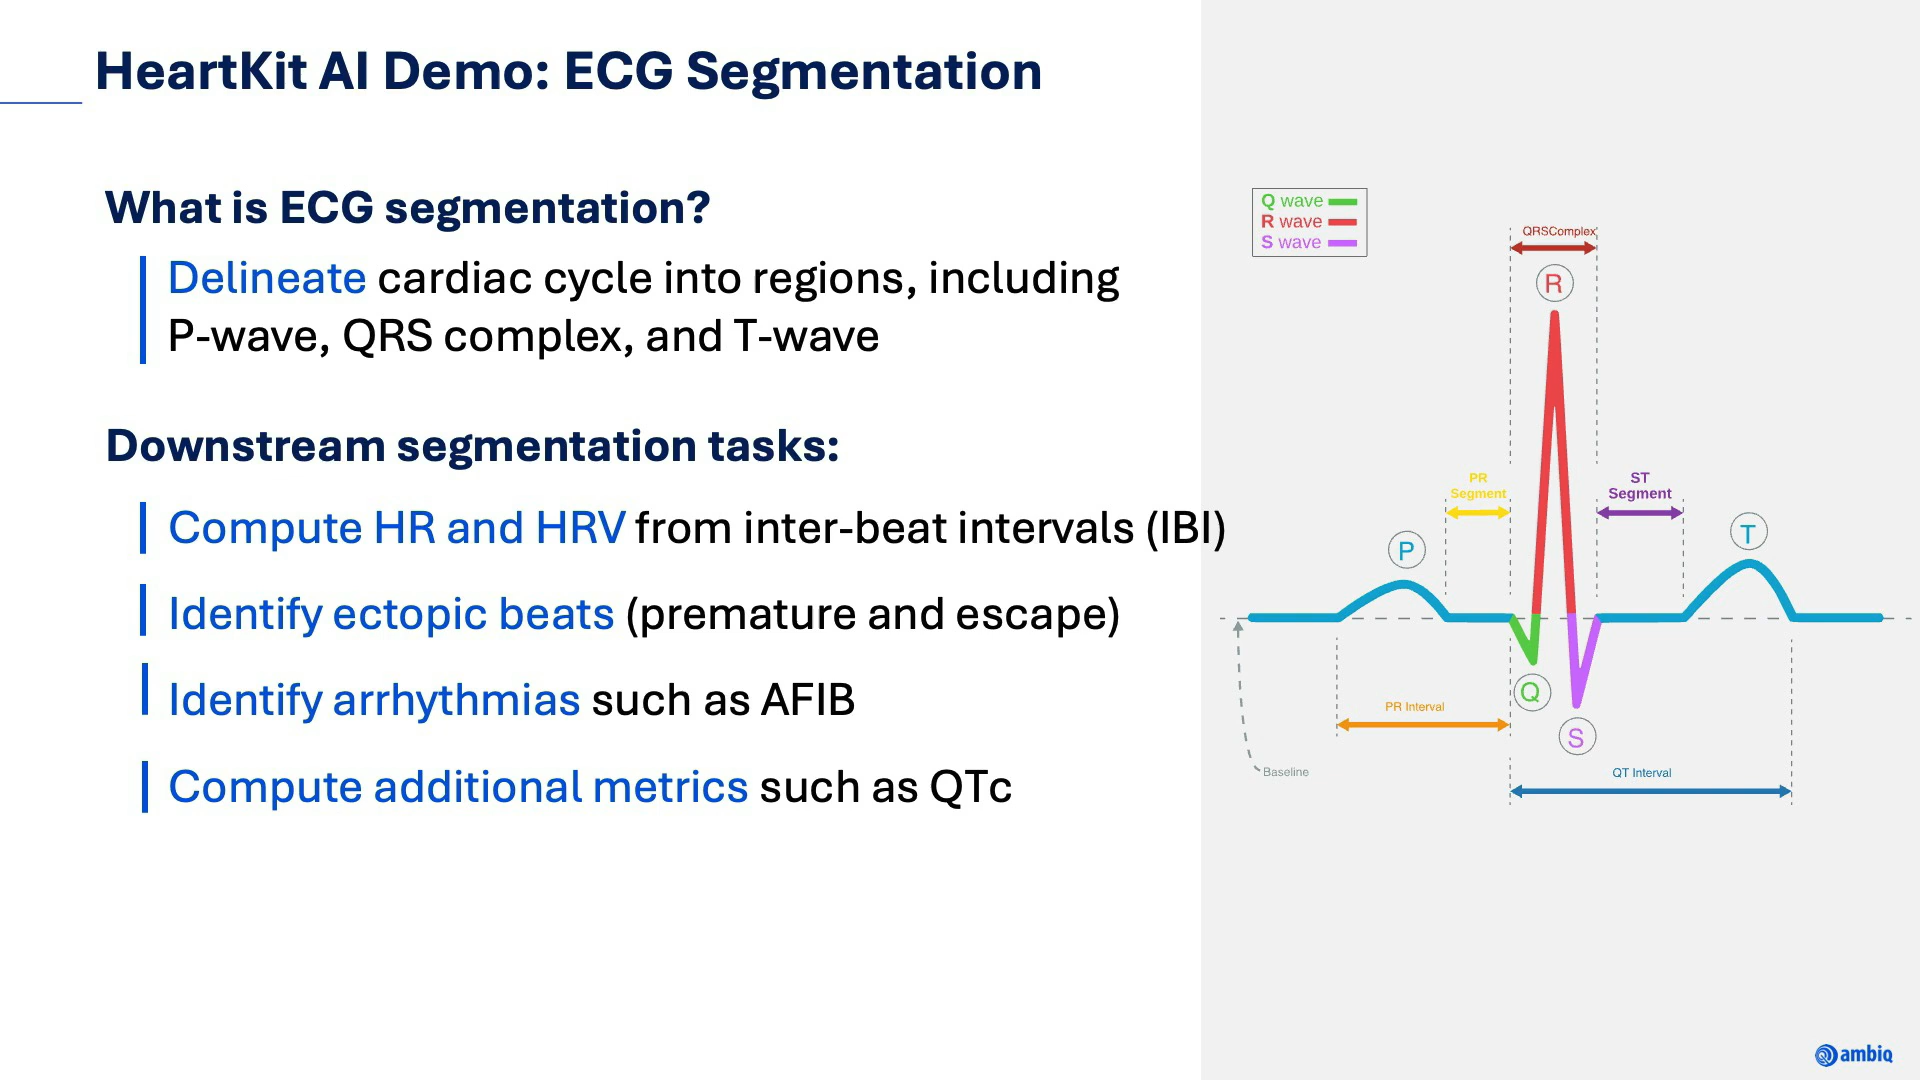 HeartKit AI Demo: ECG Segmentation
What is ECG segmentation?
Delineate cardiac cycle into regions, including
P-wave, QRS complex, and T-wave
Downstream segmentation tasks:
Compute HR and HRV from inter-beat intervals (IBI)
Identify ectopic beats (premature and escape)
Identify arrhythmias such as AFIB
Compute additional metrics such as QTc
Q wave
R wave
S wave
QRSComplex
R
PR
Segment
ST
Segment
P
T
Q
PR Interval
S
Baseline
QT Interval
ambiq